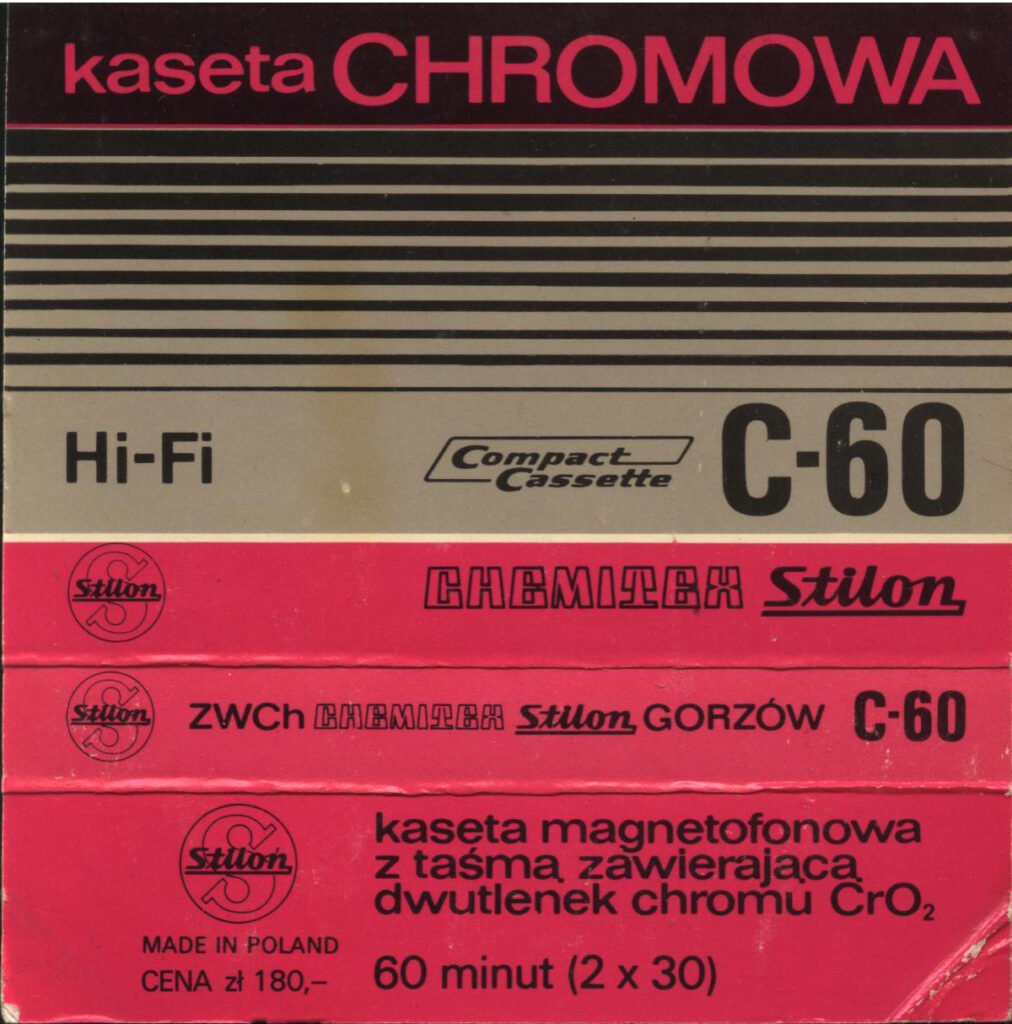 kaseta CHROMOWA
Hi-Fi
Compact
Cassette
C-60
Stilon
CHEMITEX Stilon
Stilon
ZWCh CHEMITEX Stilon GORZÓW C-60
Stilon
kaseta magnetofonowa
z taśmą zawierającą
dwutlenek chromu CrO₂
MADE IN POLAND
CENA zł 180,–
60 minut (2 x 30)